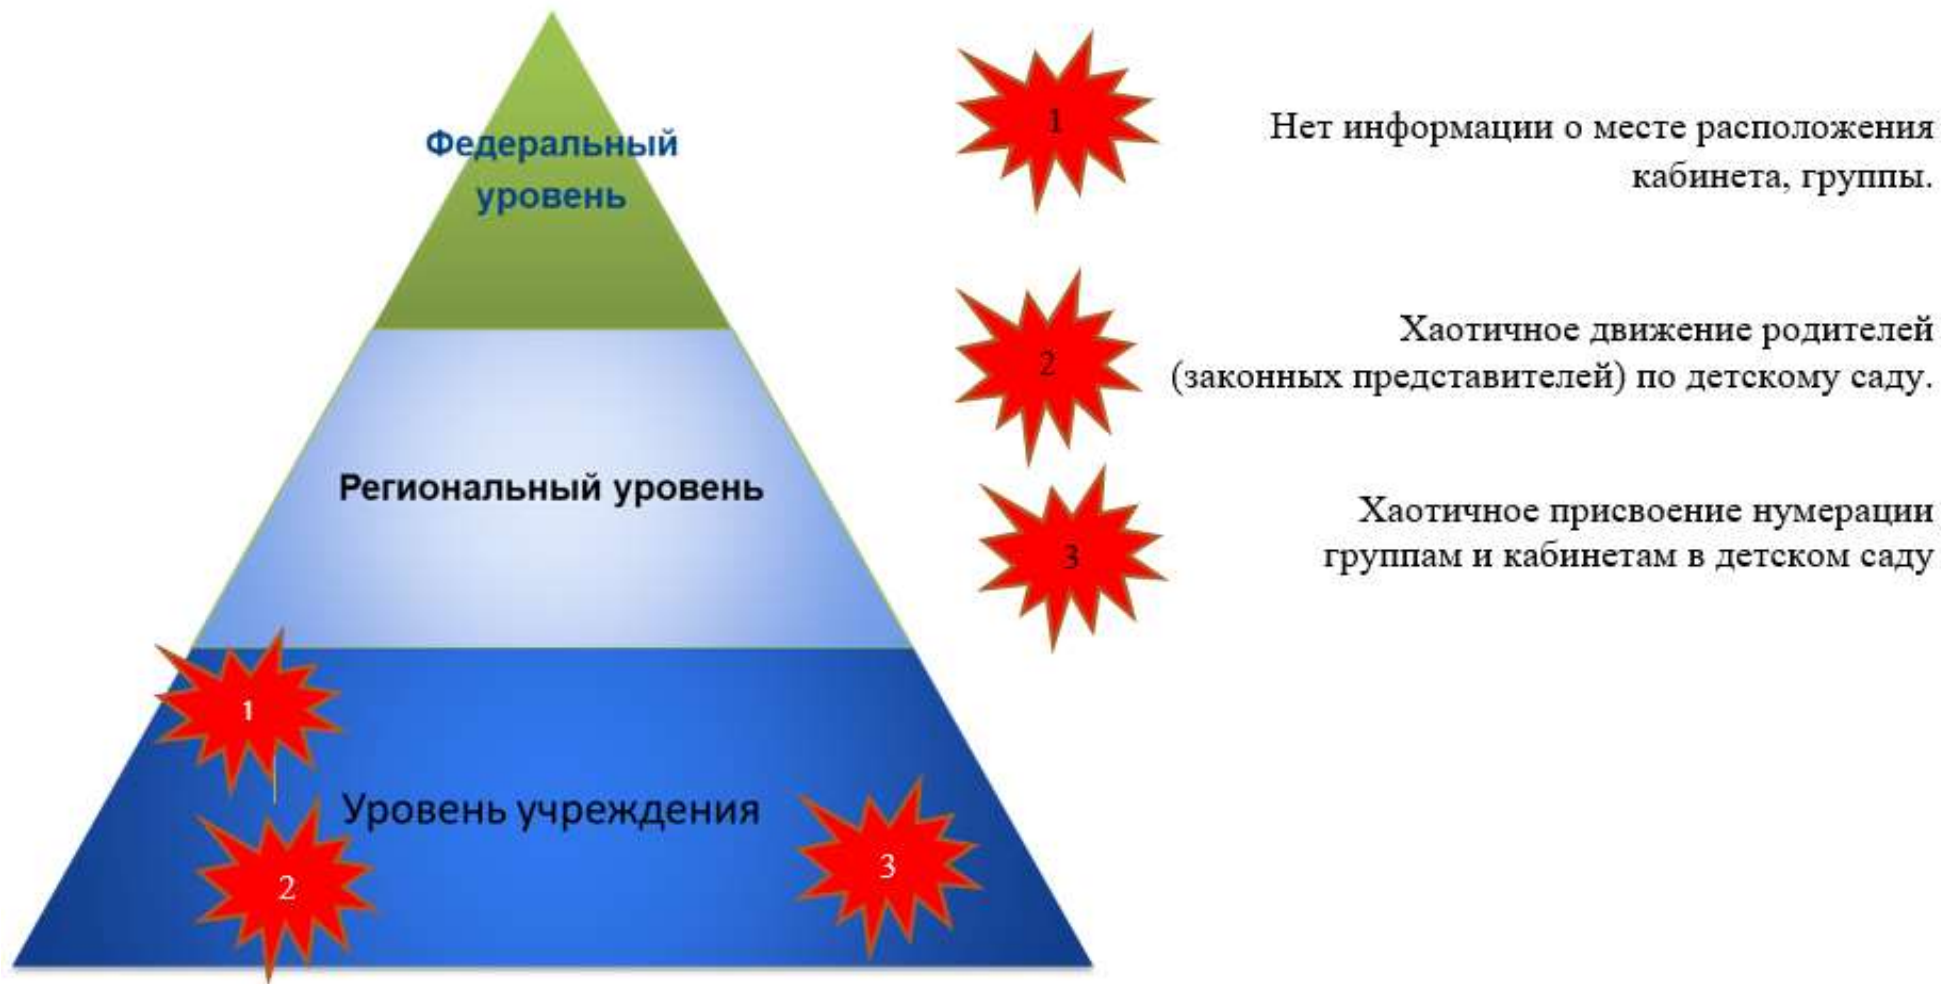 Федеральный
уровень
Региональный уровень
1
Уровень учреждения
2
3
1
Нет информации о месте расположения
кабинета, группы.
2
Хаотичное движение родителей
(законных представителей) по детскому саду.
3
Хаотичное присвоение нумерации
группам и кабинетам в детском саду